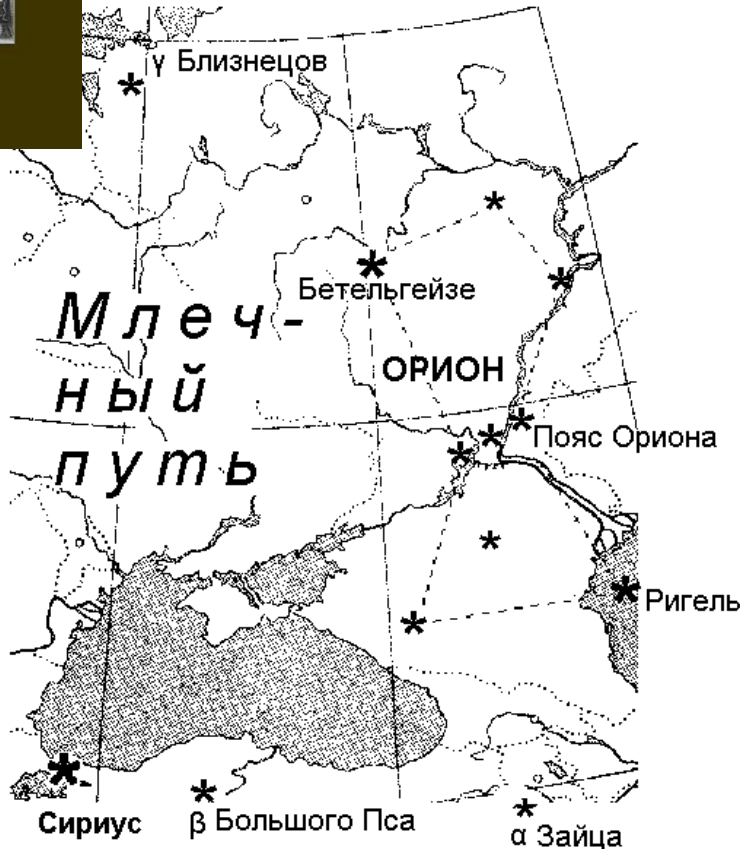 γ Близнецов
Бетельгейзе
Млеч-
ный
путь
ОРИОН
Пояс Ориона
Ригель
Сириус
β Большого Пса
α Зайца